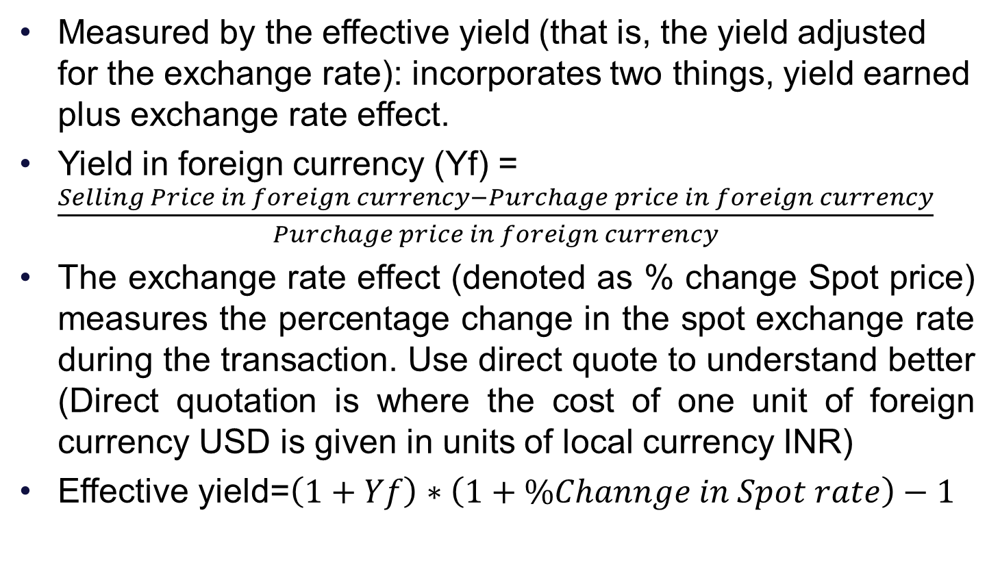 • Measured by the effective yield (that is, the yield adjusted
for the exchange rate): incorporates two things, yield earned
plus exchange rate effect.
• Yield in foreign currency (Yf) =
Selling Price in foreign currency−Purchage price in foreign currency
Purchage price in foreign currency
• The exchange rate effect (denoted as % change Spot price)
measures the percentage change in the spot exchange rate
during the transaction. Use direct quote to understand better
(Direct quotation is where the cost of one unit of foreign
currency USD is given in units of local currency INR)
• Effective yield=(1 + Yf) ∗ (1 + %Channge in Spot rate) − 1